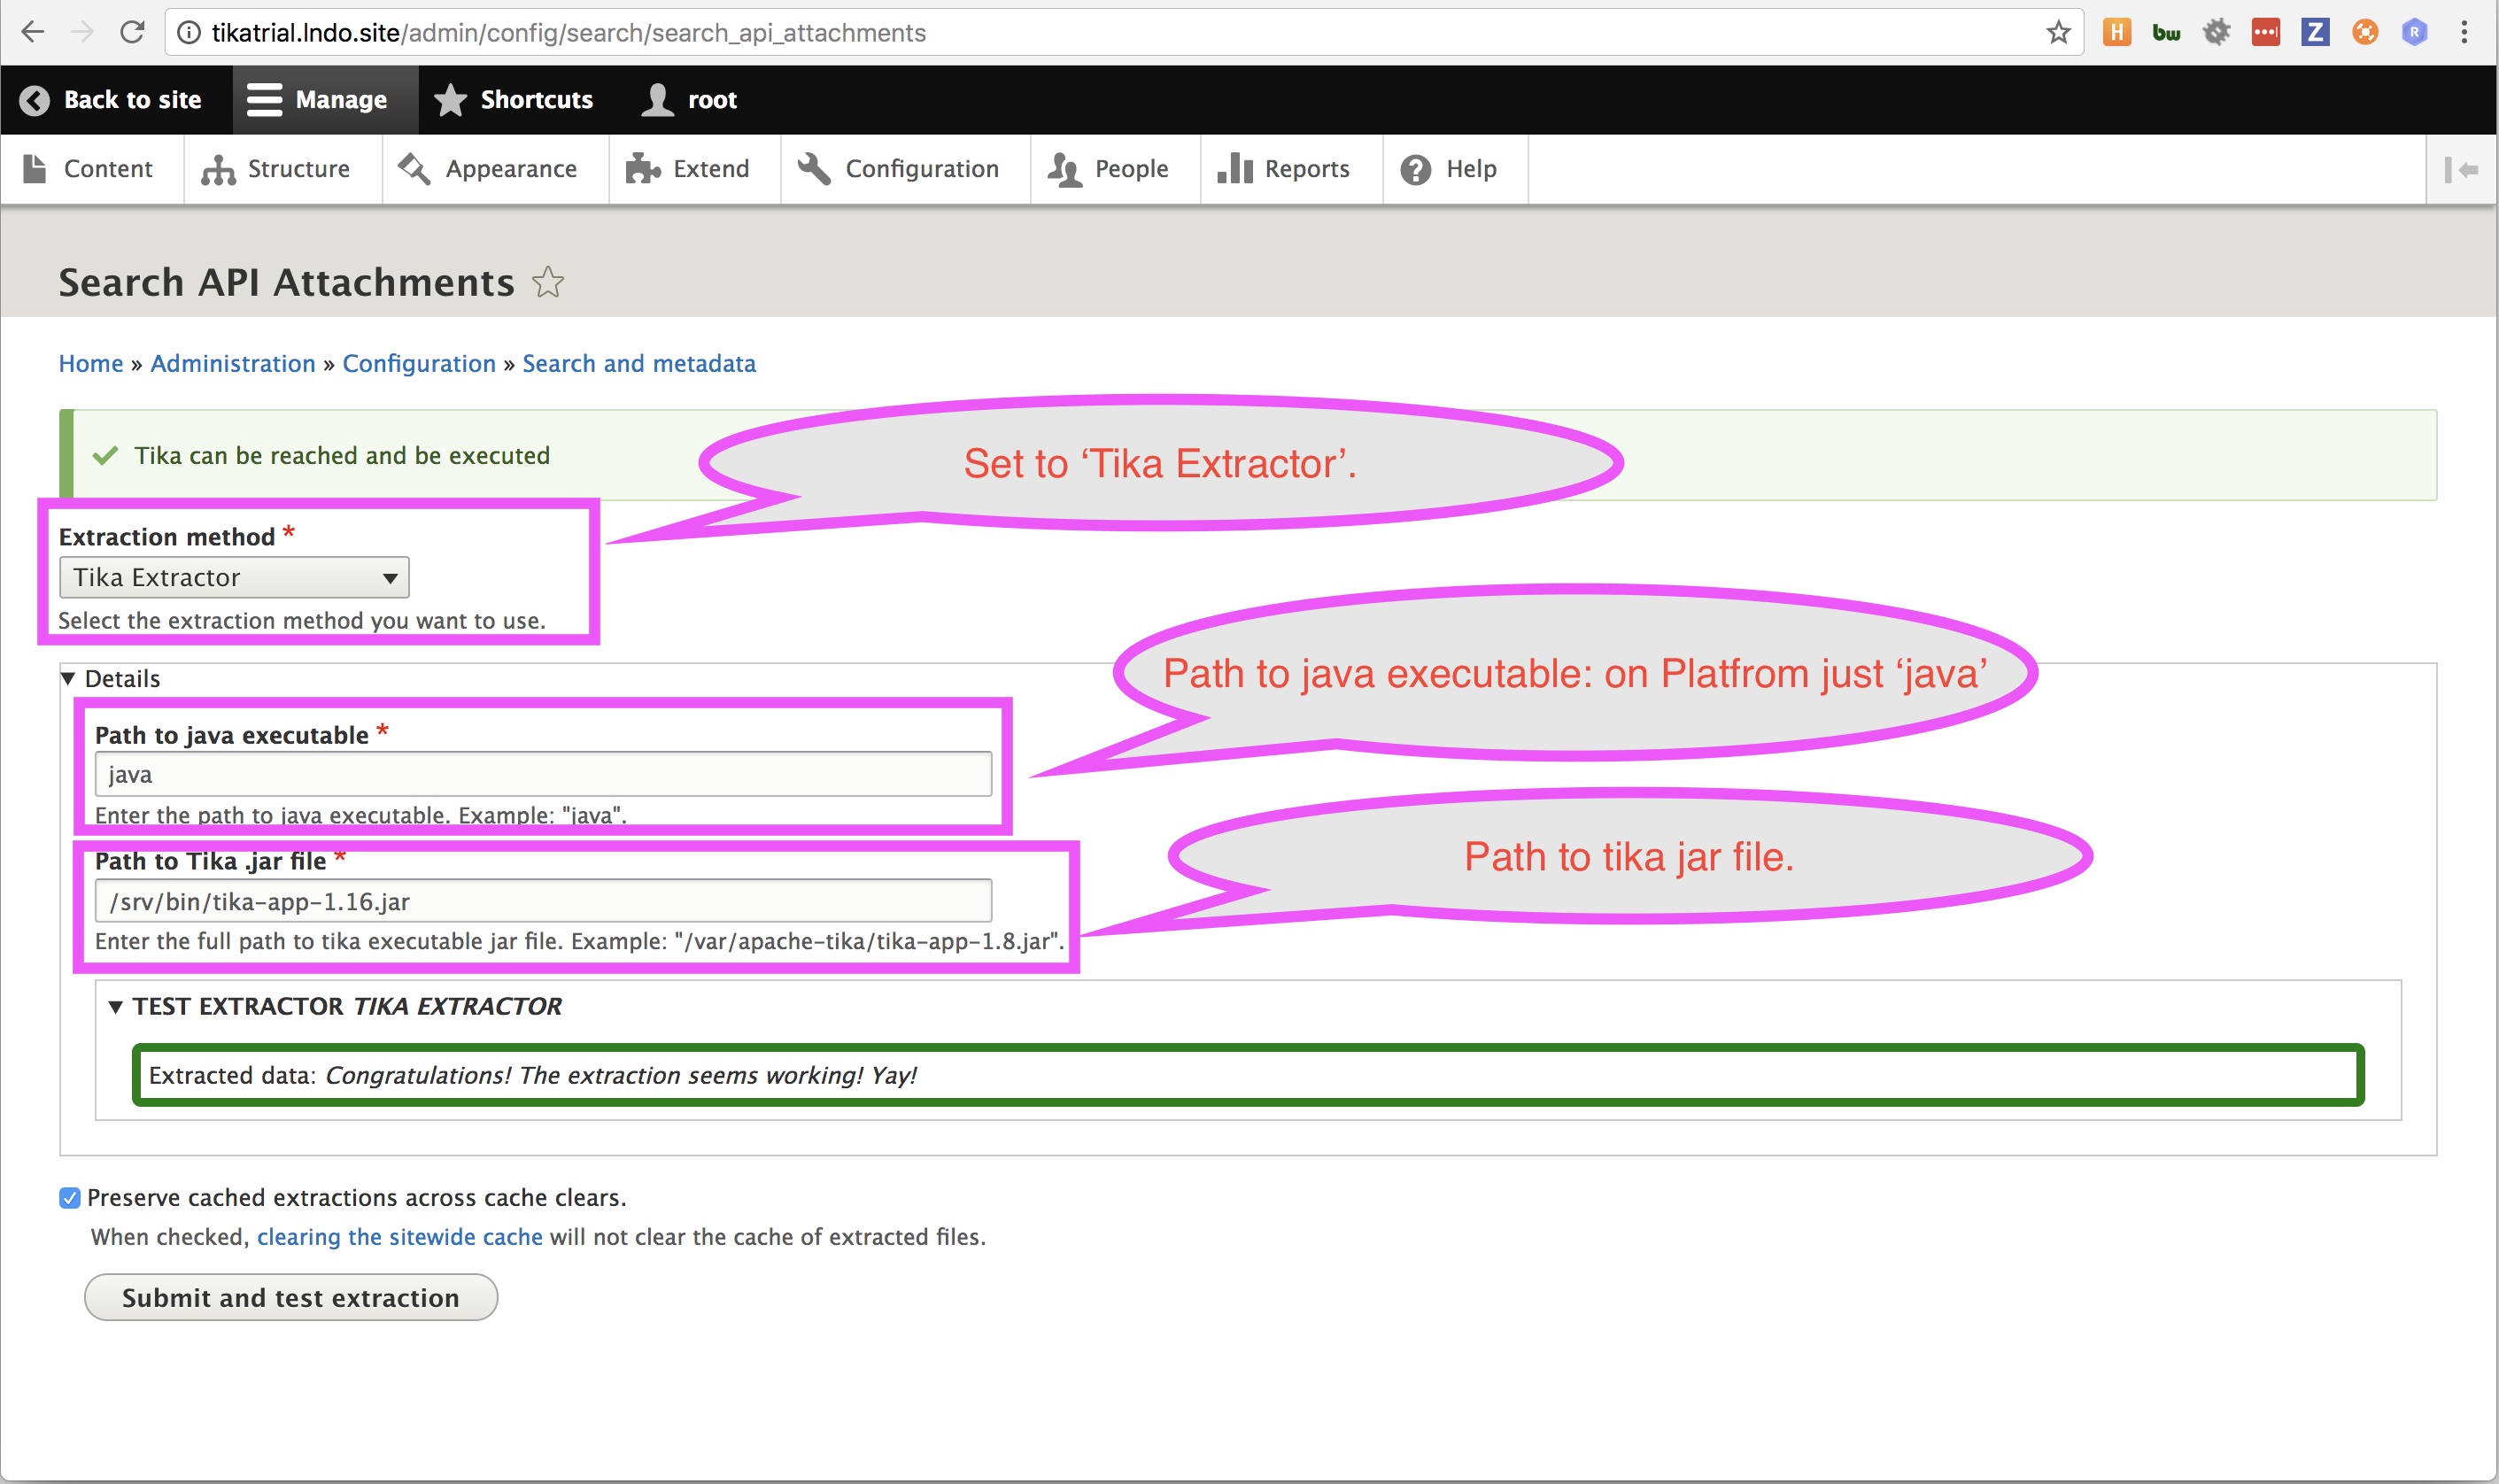 tikatrial.lndo.site/admin/config/search/search_api_attachments
H
bw
Z
R
Back to site Manage Shortcuts root
Content Structure Appearance Extend Configuration People Reports Help
Search API Attachments
Home » Administration » Configuration » Search and metadata
Tika can be reached and be executed
Set to ‘Tika Extractor’.
Extraction method *
Tika Extractor
Select the extraction method you want to use.
Details
Path to java executable: on Platfrom just ‘java’
Path to java executable *
java
Enter the path to java executable. Example: "java".
Path to tika jar file.
Path to Tika .jar file *
/srv/bin/tika-app-1.16.jar
Enter the full path to tika executable jar file. Example: "/var/apache-tika/tika-app-1.8.jar".
TEST EXTRACTOR TIKA EXTRACTOR
Extracted data: Congratulations! The extraction seems working! Yay!
Preserve cached extractions across cache clears.
When checked, clearing the sitewide cache will not clear the cache of extracted files.
Submit and test extraction